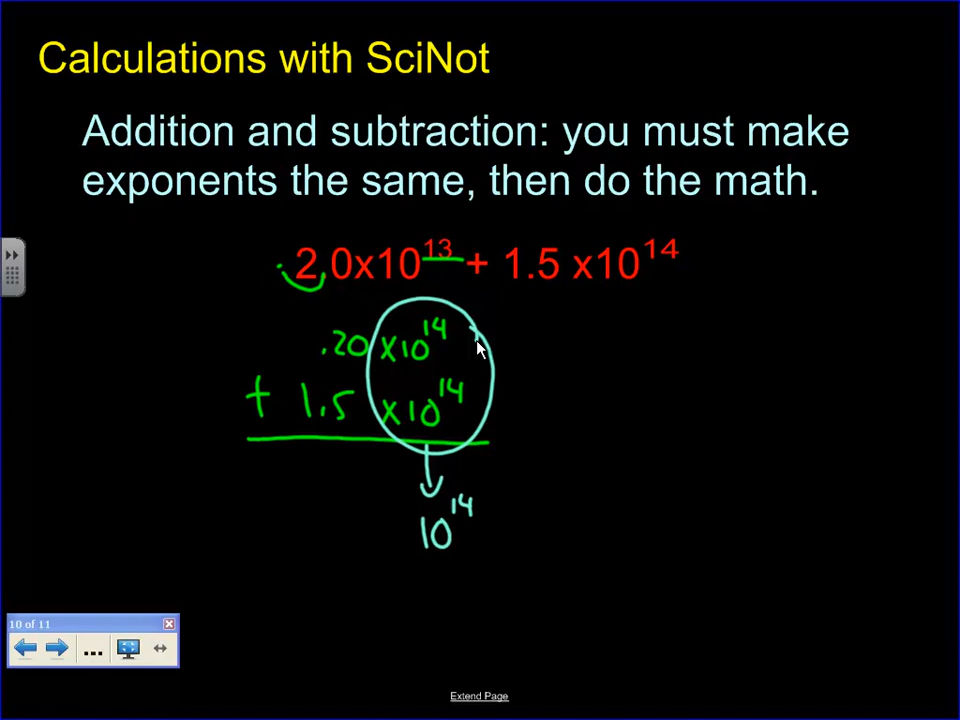 Calculations with SciNot
Addition and subtraction: you must make
exponents the same, then do the math.
2.0x10¹³ + 1.5 x10¹⁴
.20 x10¹⁴
+ 1.5 x10¹⁴
10¹⁴
10 of 11
...
Extend Page